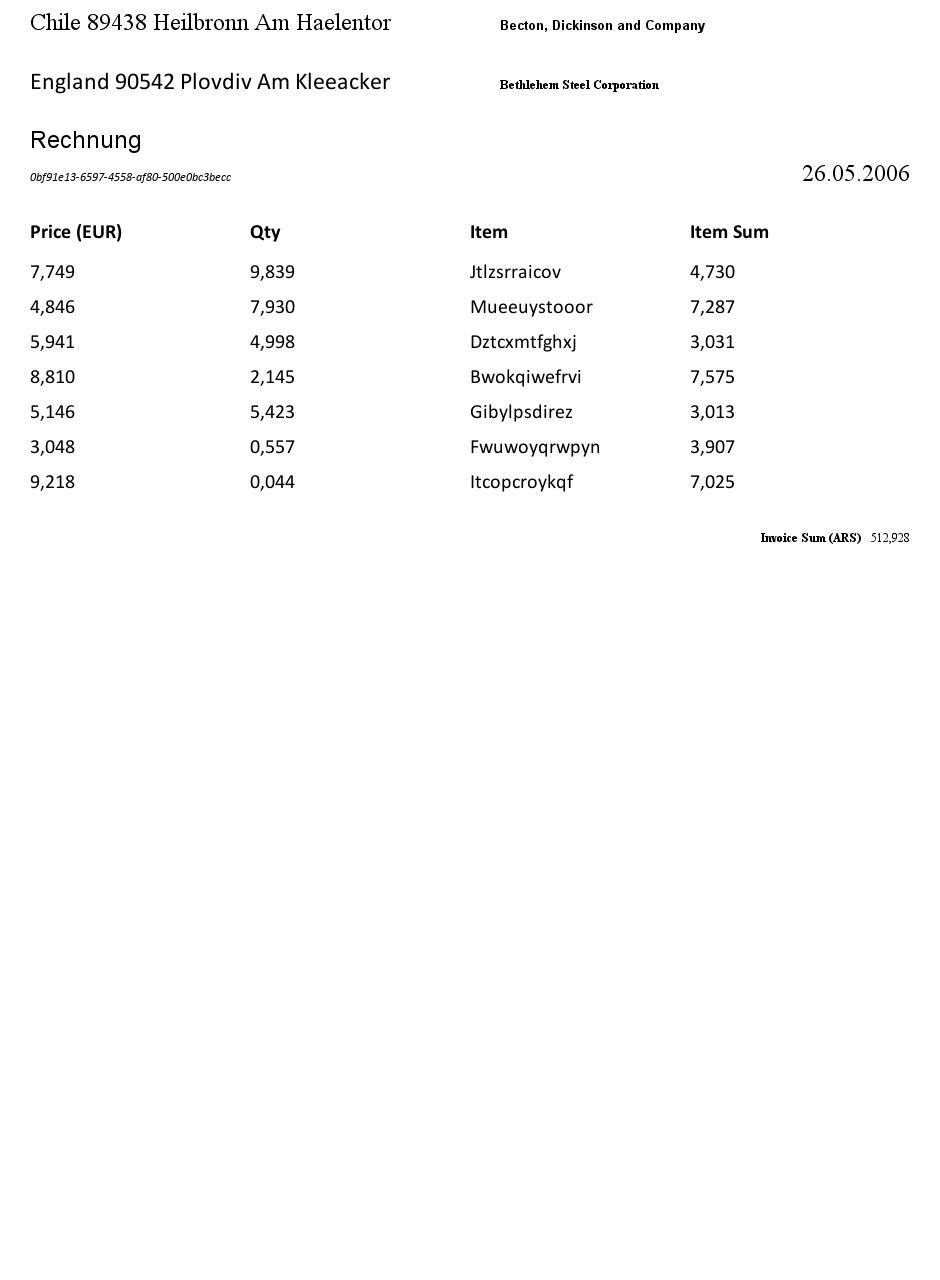 Chile 89438 Heilbronn Am Haelentor Becton, Dickinson and Company
England 90542 Plovdiv Am Kleeacker Bethlehem Steel Corporation
Rechnung
0bf91e13-6597-4558-af80-500e0bc3becc 26.05.2006
Price (EUR) Qty Item Item Sum
7,749 9,839 Jtlzsrraicov 4,730
4,846 7,930 Mueeuystooor 7,287
5,941 4,998 Dztcxmtfghxj 3,031
8,810 2,145 Bwokqiwefrvi 7,575
5,146 5,423 Gibylpsdirez 3,013
3,048 0,557 Fwuwoyqrwpyn 3,907
9,218 0,044 Itcopcroykqf 7,025
Invoice Sum (ARS) 512,928